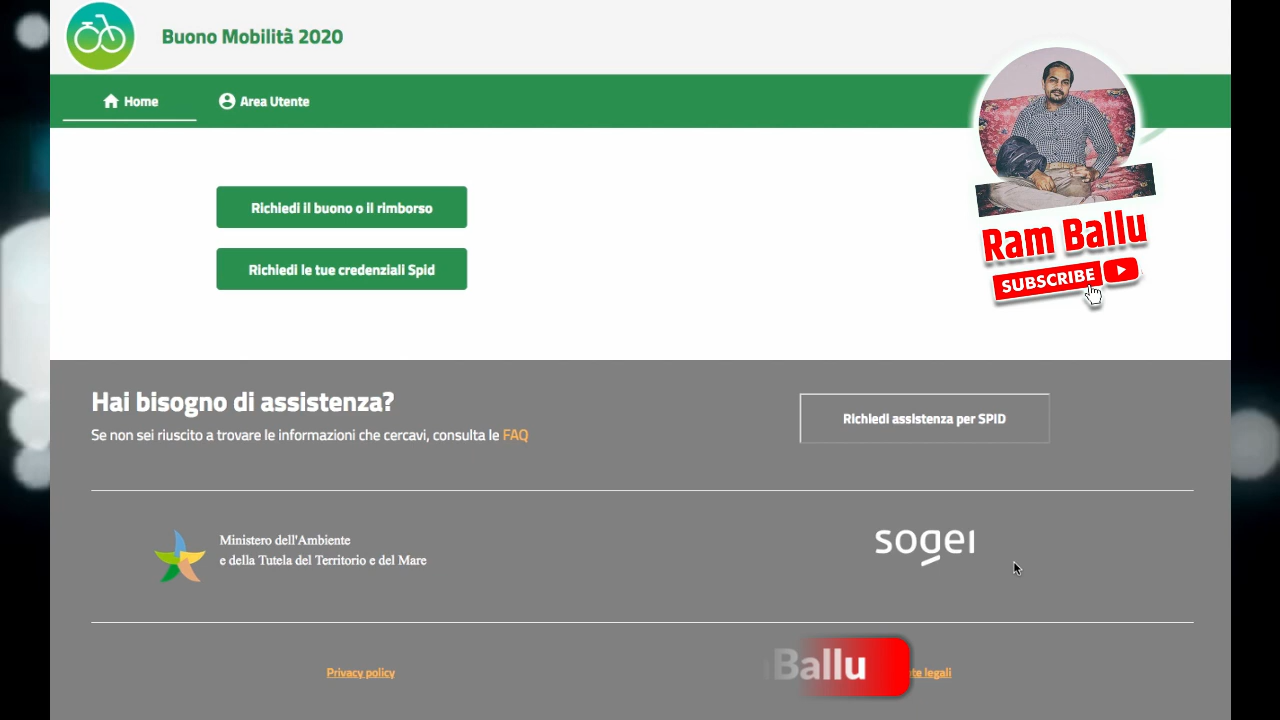 Buono Mobilità 2020
Home
Area Utente
Richiedi il buono o il rimborso
Richiedi le tue credenziali Spid
Ram Ballu
SUBSCRIBE
Hai bisogno di assistenza?
Se non sei riuscito a trovare le informazioni che cercavi, consulta le FAQ
Richiedi assistenza per SPID
Ministero dell'Ambiente
e della Tutela del Territorio e del Mare
sogei
Privacy policy
Ballu
legali